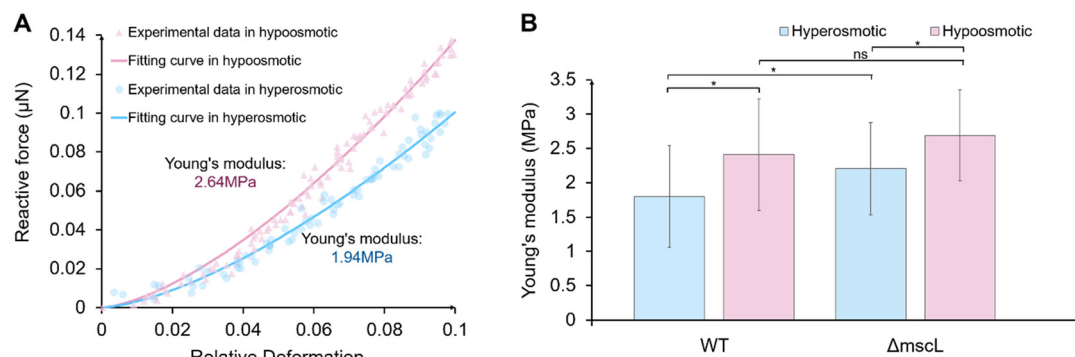 A
Reactive force (µN)
0.14
0.12
0.1
0.08
0.06
0.04
0.02
0
Experimental data in hypoosmotic
Fitting curve in hypoosmotic
Experimental data in hyperosmotic
Fitting curve in hyperosmotic
Young's modulus:
2.64MPa
Young's modulus:
1.94MPa
0 0.02 0.04 0.06 0.08 0.1
Relative Deformation
B
Hyperosmotic Hypoosmotic
*
ns
*
*
Young's modulus (MPa)
3.5
3
2.5
2
1.5
1
0.5
0
WT ΔmscL